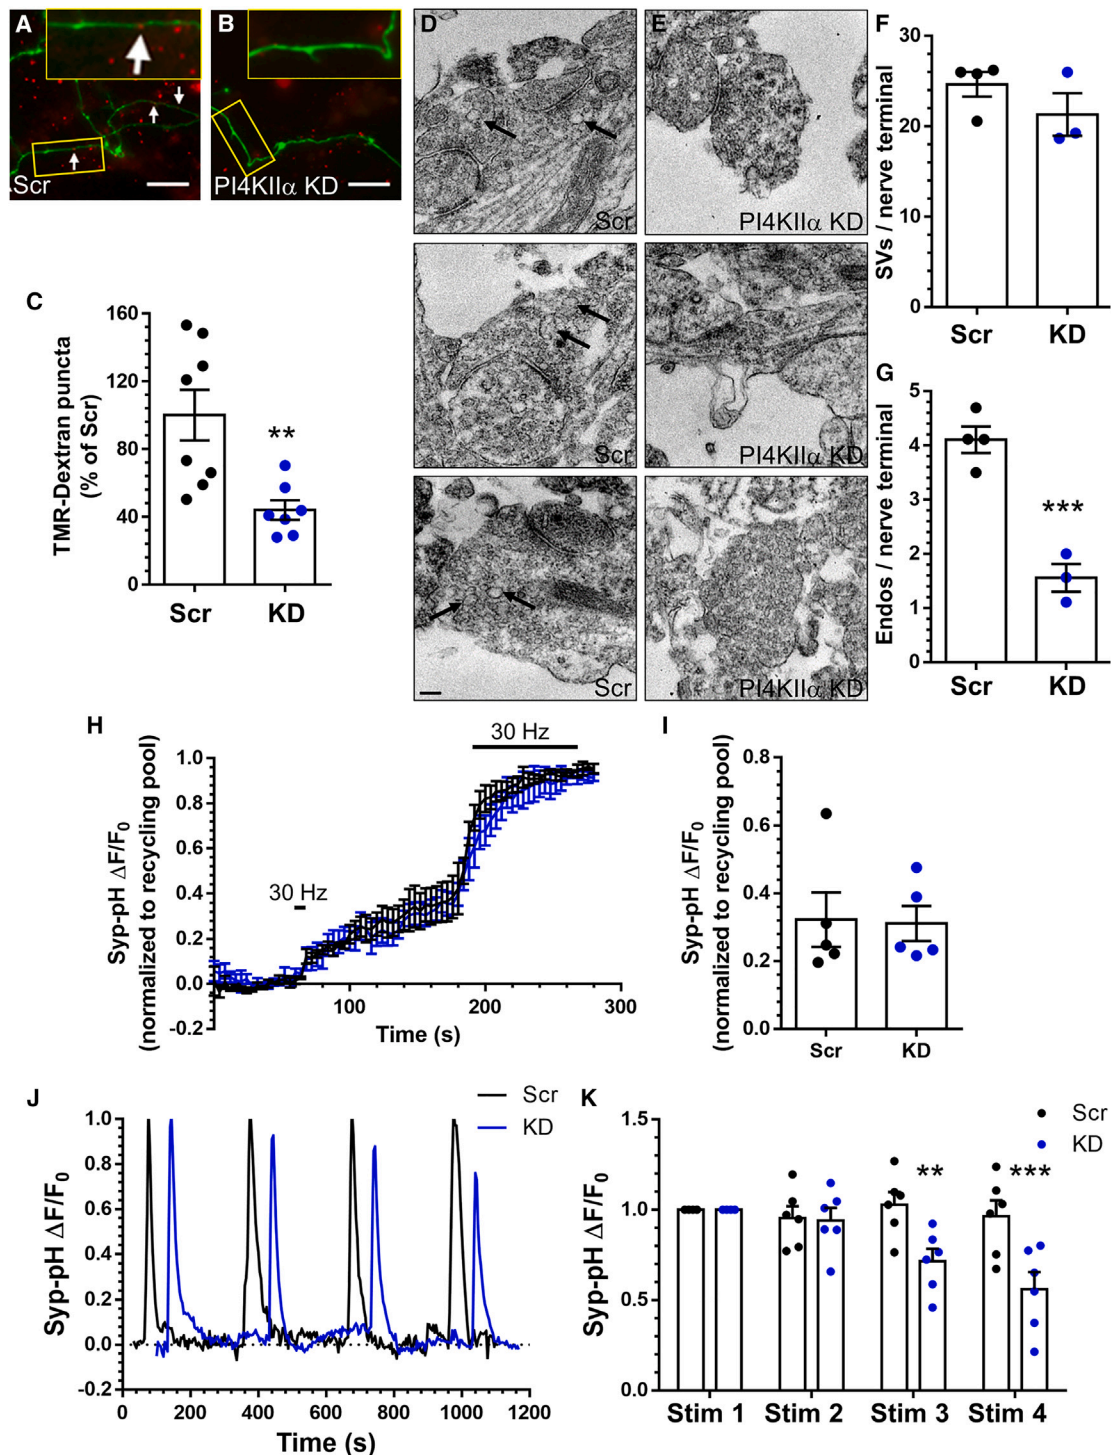 A
Scr
B
PI4KIIα KD
C
TMR-Dextran puncta
(% of Scr)
160
120
80
40
0
**
Scr
KD
D
Scr
Scr
Scr
E
PI4KIIα KD
PI4KIIα KD
PI4KIIα KD
F
SVs / nerve terminal
30
20
10
0
Scr
KD
G
Endos / nerve terminal
5
4
3
2
1
0
***
Scr
KD
H
Syp-pH ΔF/F0
(normalized to recycling pool)
1.0
0.8
0.6
0.4
0.2
0.0
-0.2
30 Hz
30 Hz
100
200
300
Time (s)
I
Syp-pH ΔF/F0
(normalized to recycling pool)
0.8
0.6
0.4
0.2
0.0
Scr
KD
J
Scr
KD
Syp-pH ΔF/F0
1.0
0.8
0.6
0.4
0.2
0.0
-0.2
0
200
400
600
800
1000
1200
Time (s)
K
Scr
KD
Syp-pH ΔF/F0
1.5
1.0
0.5
0.0
**
***
Stim 1
Stim 2
Stim 3
Stim 4